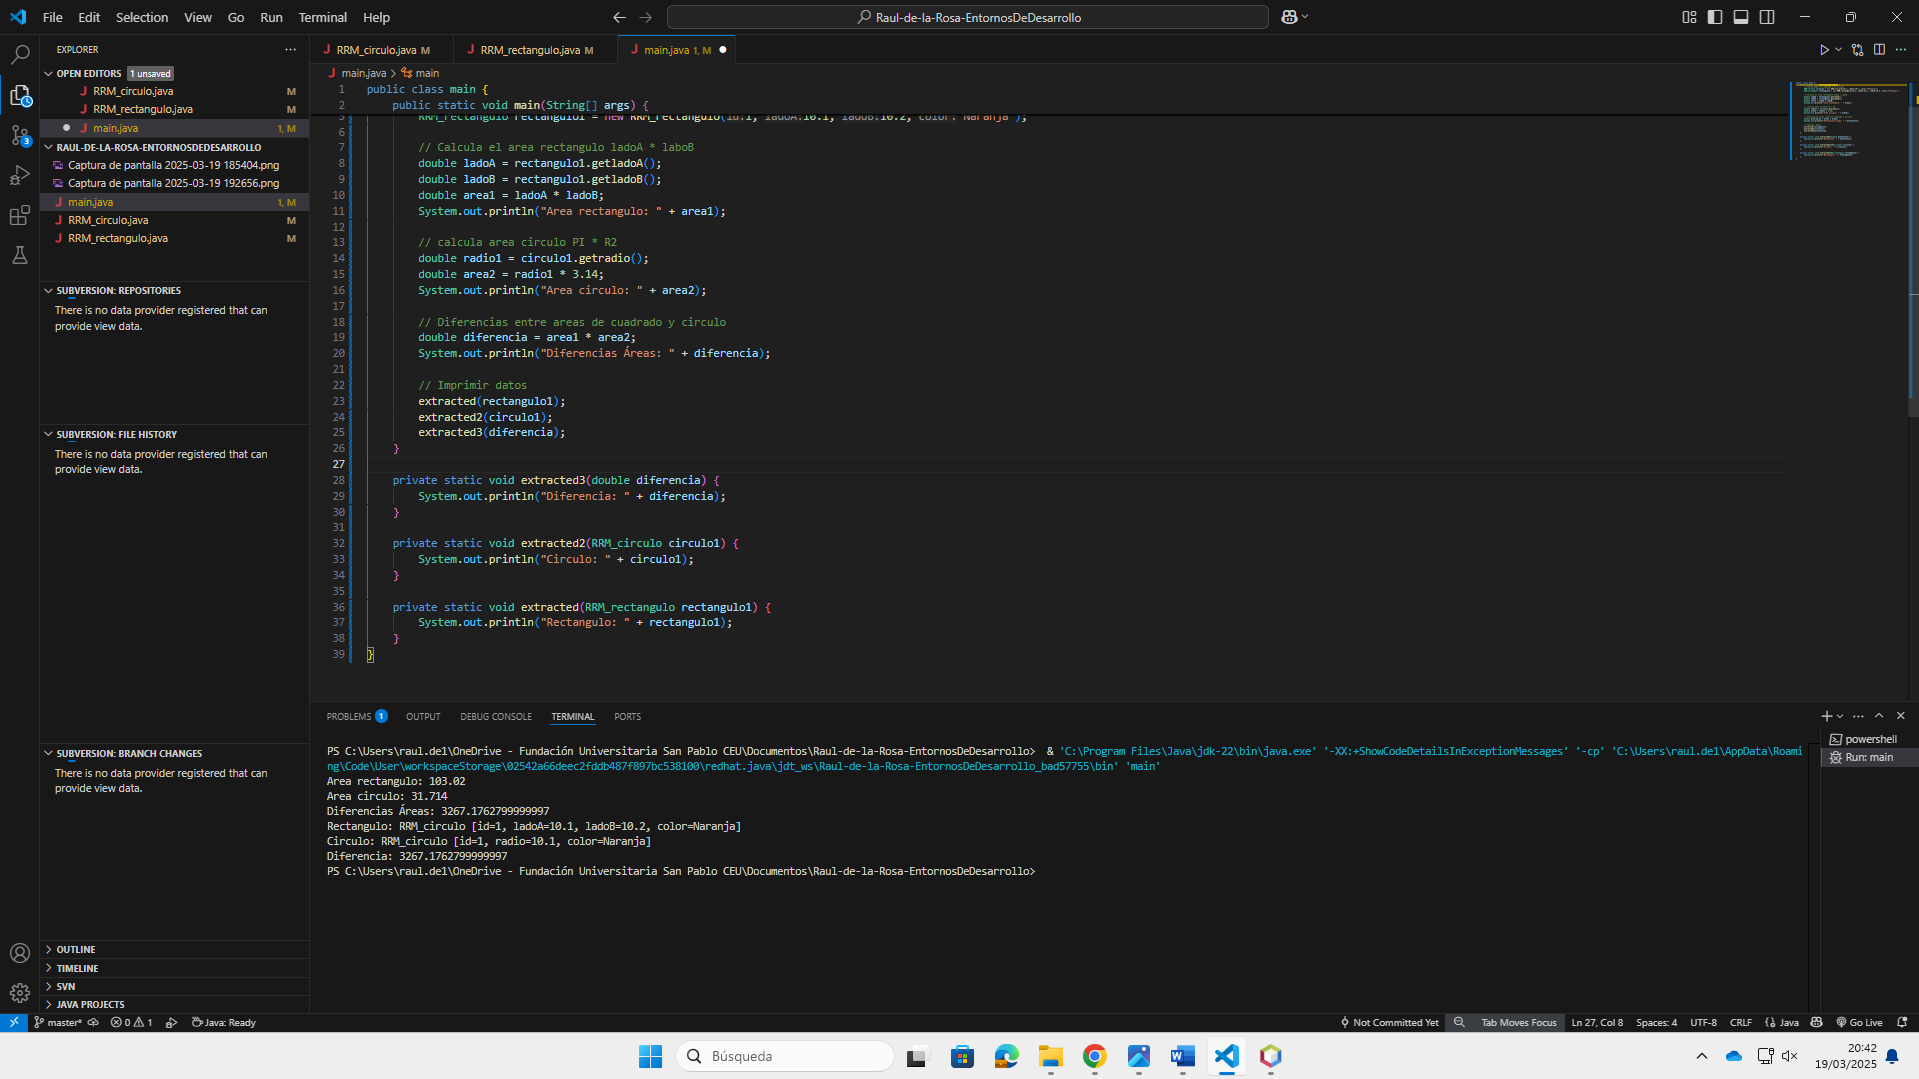 File Edit Selection View Go Run Terminal Help
Raul-de-la-Rosa-EntornosDeDesarrollo
EXPLORER
OPEN EDITORS 1 unsaved
RRM_circulo.java M
RRM_rectangulo.java M
main.java 1, M
RAUL-DE-LA-ROSA-ENTORNOSDEDESARROLLO
Captura de pantalla 2025-03-19 185404.png
Captura de pantalla 2025-03-19 192656.png
main.java 1, M
RRM_circulo.java M
RRM_rectangulo.java M
SUBVERSION: REPOSITORIES
There is no data provider registered that can
provide view data.
SUBVERSION: FILE HISTORY
There is no data provider registered that can
provide view data.
SUBVERSION: BRANCH CHANGES
There is no data provider registered that can
provide view data.
OUTLINE
TIMELINE
SVN
JAVA PROJECTS
3
RRM_circulo.java M RRM_rectangulo.java M main.java 1, M
main.java > main
1 public class main {
2 public static void main(String[] args) {
5 RRM_rectangulo rectangulo1 = new RRM_rectangulo(id:1, ladoA:10.1, ladoB:10.2, color:"Naranja");
6
7 // Calcula el area rectangulo ladoA * laboB
8 double ladoA = rectangulo1.getladoA();
9 double ladoB = rectangulo1.getladoB();
10 double area1 = ladoA * ladoB;
11 System.out.println("Area rectangulo: " + area1);
12
13 // calcula area circulo PI * R2
14 double radio1 = circulo1.getradio();
15 double area2 = radio1 * 3.14;
16 System.out.println("Area circulo: " + area2);
17
18 // Diferencias entre areas de cuadrado y circulo
19 double diferencia = area1 * area2;
20 System.out.println("Diferencias Áreas: " + diferencia);
21
22 // Imprimir datos
23 extracted(rectangulo1);
24 extracted2(circulo1);
25 extracted3(diferencia);
26 }
27
28 private static void extracted3(double diferencia) {
29 System.out.println("Diferencia: " + diferencia);
30 }
31
32 private static void extracted2(RRM_circulo circulo1) {
33 System.out.println("Circulo: " + circulo1);
34 }
35
36 private static void extracted(RRM_rectangulo rectangulo1) {
37 System.out.println("Rectangulo: " + rectangulo1);
38 }
39 }
PROBLEMS 1 OUTPUT DEBUG CONSOLE TERMINAL PORTS
PS C:\Users\raul.de1\OneDrive - Fundación Universitaria San Pablo CEU\Documentos\Raul-de-la-Rosa-EntornosDeDesarrollo> & 'C:\Program Files\Java\jdk-22\bin\java.exe' '-XX:+ShowCodeDetailsInExceptionMessages' '-cp' 'C:\Users\raul.de1\AppData\Roami
ng\Code\User\workspaceStorage\02542a66deec2fddb487f897bc538100\redhat.java\jdt_ws\Raul-de-la-Rosa-EntornosDeDesarrollo_bad57755\bin' 'main'
Area rectangulo: 103.02
Area circulo: 31.714
Diferencias Áreas: 3267.1762799999997
Rectangulo: RRM_circulo [id=1, ladoA=10.1, ladoB=10.2, color=Naranja]
Circulo: RRM_circulo [id=1, radio=10.1, color=Naranja]
Diferencia: 3267.1762799999997
PS C:\Users\raul.de1\OneDrive - Fundación Universitaria San Pablo CEU\Documentos\Raul-de-la-Rosa-EntornosDeDesarrollo>
powershell
Run: main
master* 0 1 Java: Ready
Not Committed Yet Tab Moves Focus Ln 27, Col 8 Spaces: 4 UTF-8 CRLF {} Java Go Live
Búsqueda
20:42
19/03/2025